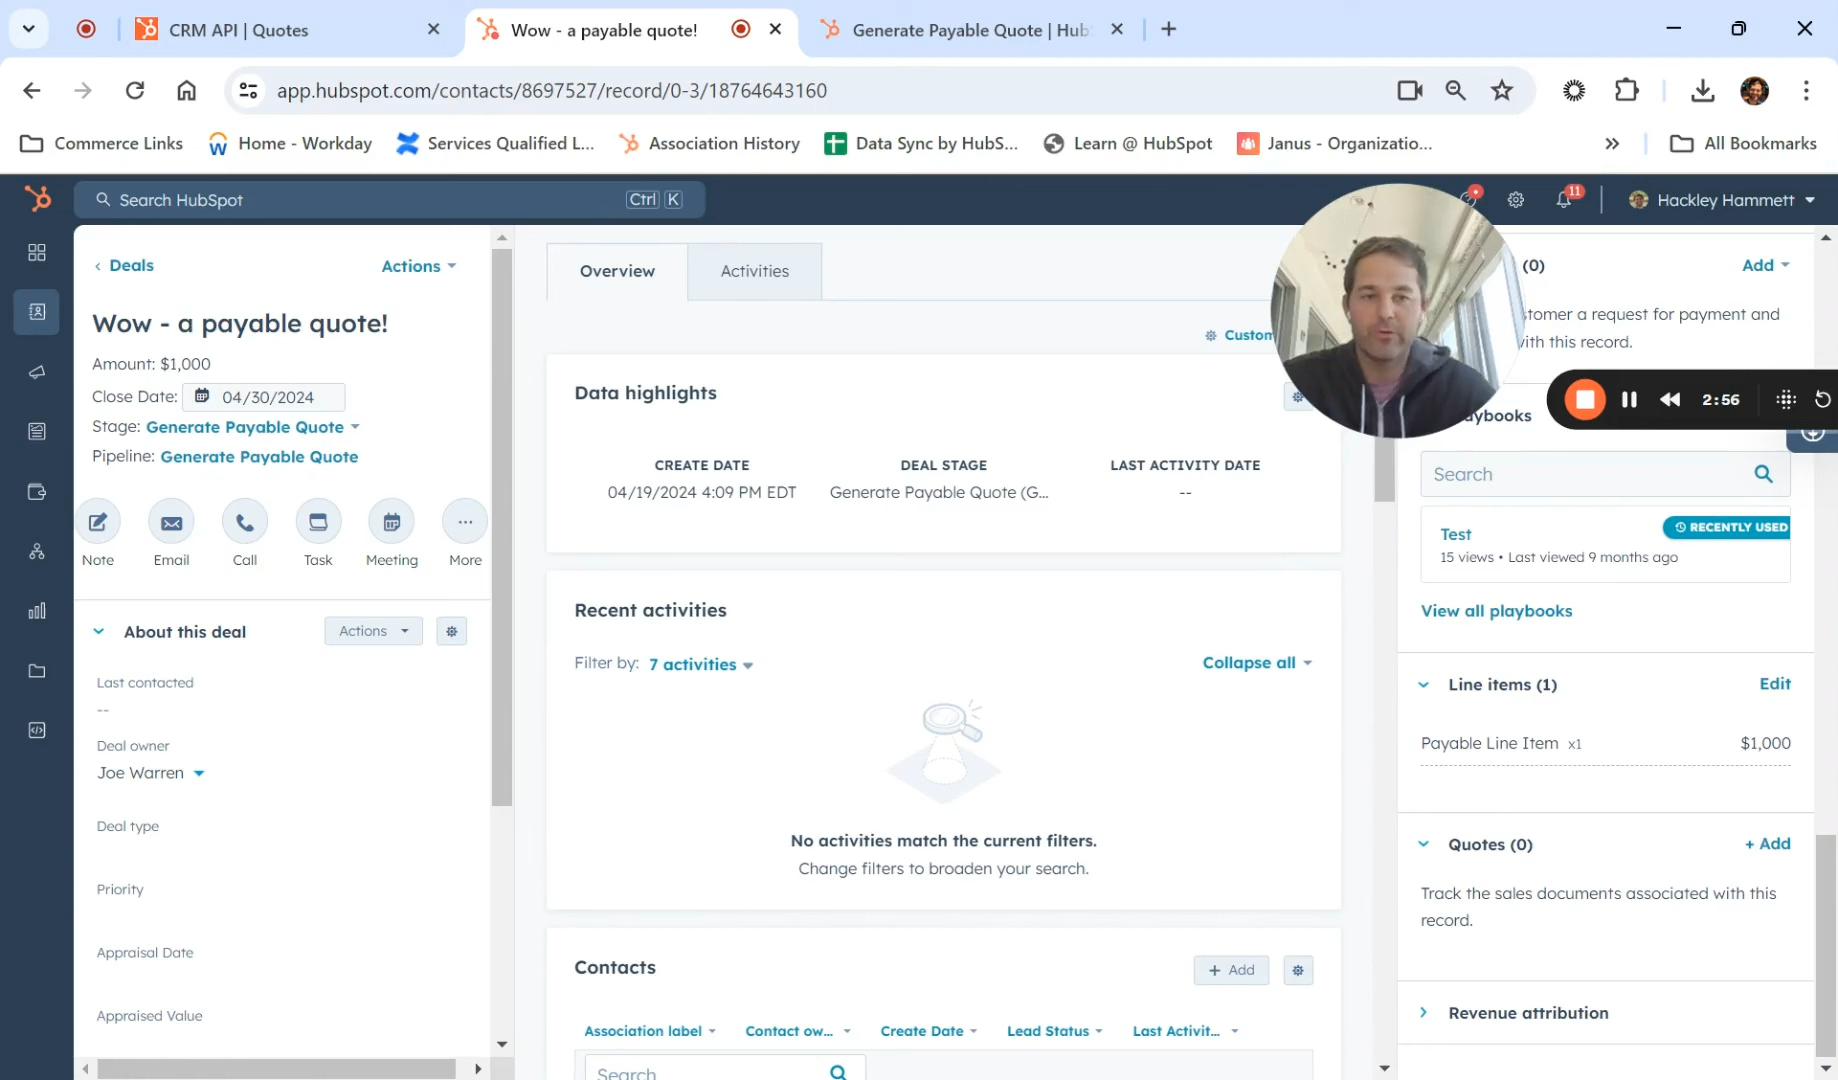 CRM API | Quotes
Wow - a payable quote!
Generate Payable Quote | Hub
app.hubspot.com/contacts/8697527/record/0-3/18764643160
Commerce Links
Home - Workday
Services Qualified L...
Association History
Data Sync by HubS...
Learn @ HubSpot
Janus - Organizatio...
All Bookmarks
Search HubSpot
Ctrl K
11
Hackley Hammett
Deals
Actions
Wow - a payable quote!
Amount: $1,000
Close Date: 04/30/2024
Stage: Generate Payable Quote
Pipeline: Generate Payable Quote
Note
Email
Call
Task
Meeting
More
About this deal
Actions
Last contacted
--
Deal owner
Joe Warren
Deal type
Priority
Appraisal Date
Appraised Value
Overview
Activities
Custom
Data highlights
CREATE DATE
04/19/2024 4:09 PM EDT
DEAL STAGE
Generate Payable Quote (G...
LAST ACTIVITY DATE
--
Recent activities
Filter by: 7 activities
Collapse all
No activities match the current filters.
Change filters to broaden your search.
Contacts
+ Add
Association label
Contact ow...
Create Date
Lead Status
Last Activit...
Search
(0)
Add
stomer a request for payment and
ith this record.
2:56
ybooks
Search
Test
RECENTLY USED
15 views • Last viewed 9 months ago
View all playbooks
Line items (1)
Edit
Payable Line Item x1
$1,000
Quotes (0)
+ Add
Track the sales documents associated with this
record.
Revenue attribution